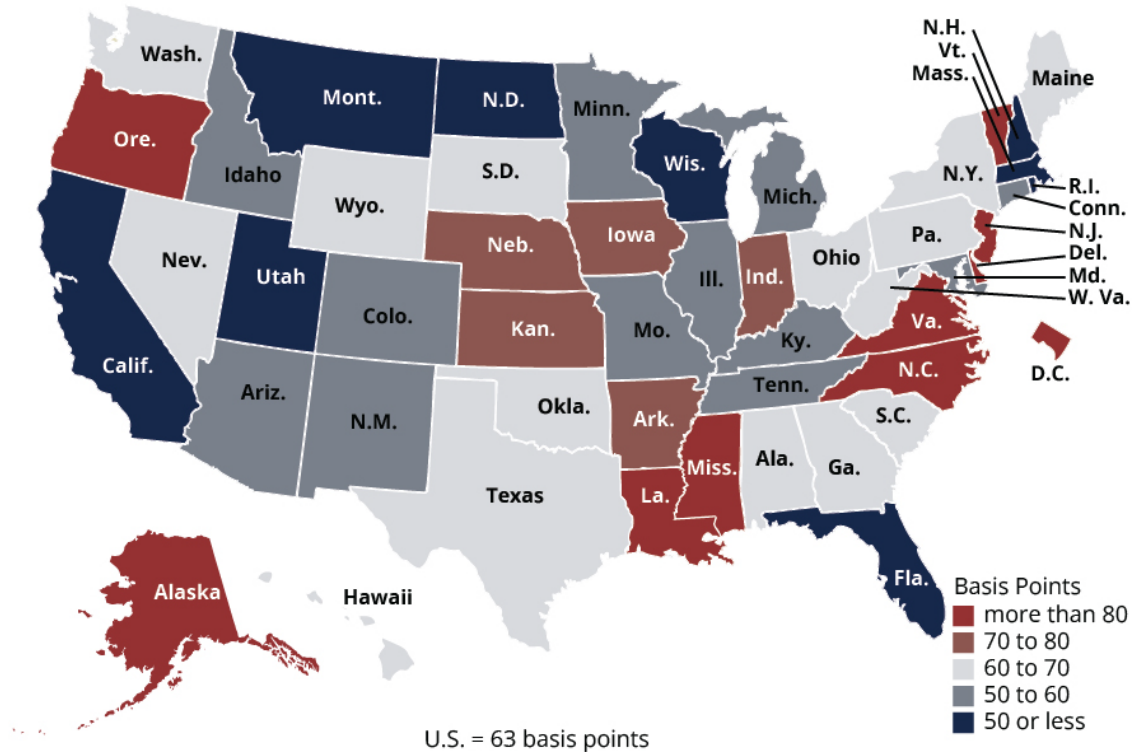 N.H.
Vt.
Mass.
Wash.
Maine
Mont.
N.D.
Minn.
Ore.
Idaho
S.D.
Wis.
Mich.
N.Y.
R.I.
Conn.
N.J.
Del.
Md.
W. Va.
Wyo.
Neb.
Iowa
Pa.
Nev.
Utah
Colo.
Ill.
Ind.
Ohio
Kan.
Mo.
Ky.
Va.
Calif.
N.C.
D.C.
Ariz.
N.M.
Okla.
Tenn.
Ark.
S.C.
Texas
La.
Miss.
Ala.
Ga.
Alaska
Hawaii
Fla.
Basis Points
more than 80
70 to 80
60 to 70
50 to 60
50 or less
U.S. = 63 basis points